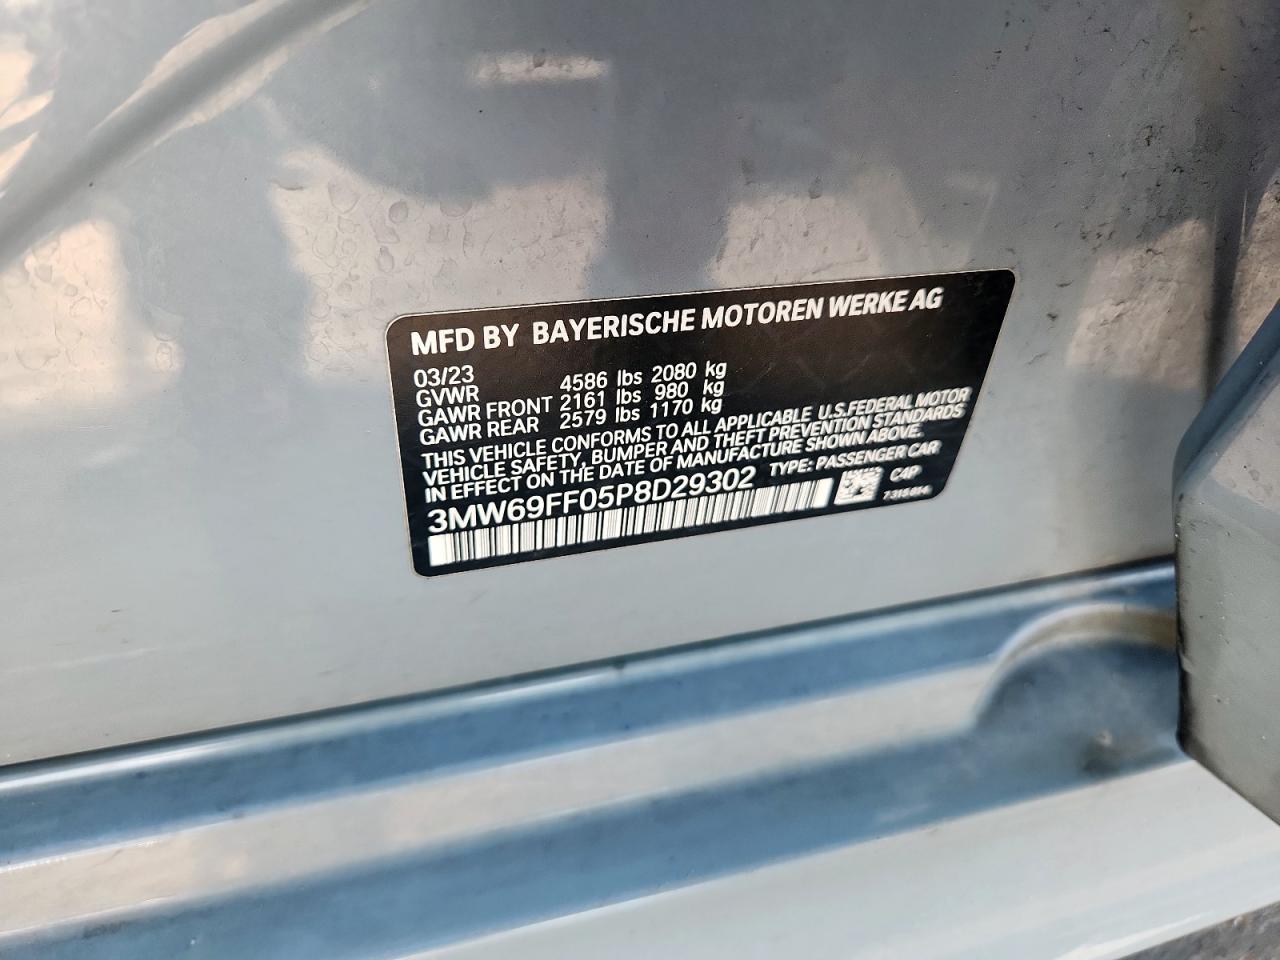 MFD BY BAYERISCHE MOTOREN WERKE AG
03/23
GVWR 4586 lbs 2080 kg
GAWR FRONT 2161 lbs 980 kg
GAWR REAR 2579 lbs 1170 kg
THIS VEHICLE CONFORMS TO ALL APPLICABLE U.S.FEDERAL MOTOR
VEHICLE SAFETY, BUMPER AND THEFT PREVENTION STANDARDS
IN EFFECT ON THE DATE OF MANUFACTURE SHOWN ABOVE.
3MW69FF05P8D29302 TYPE: PASSENGER CAR
C4P
7315814